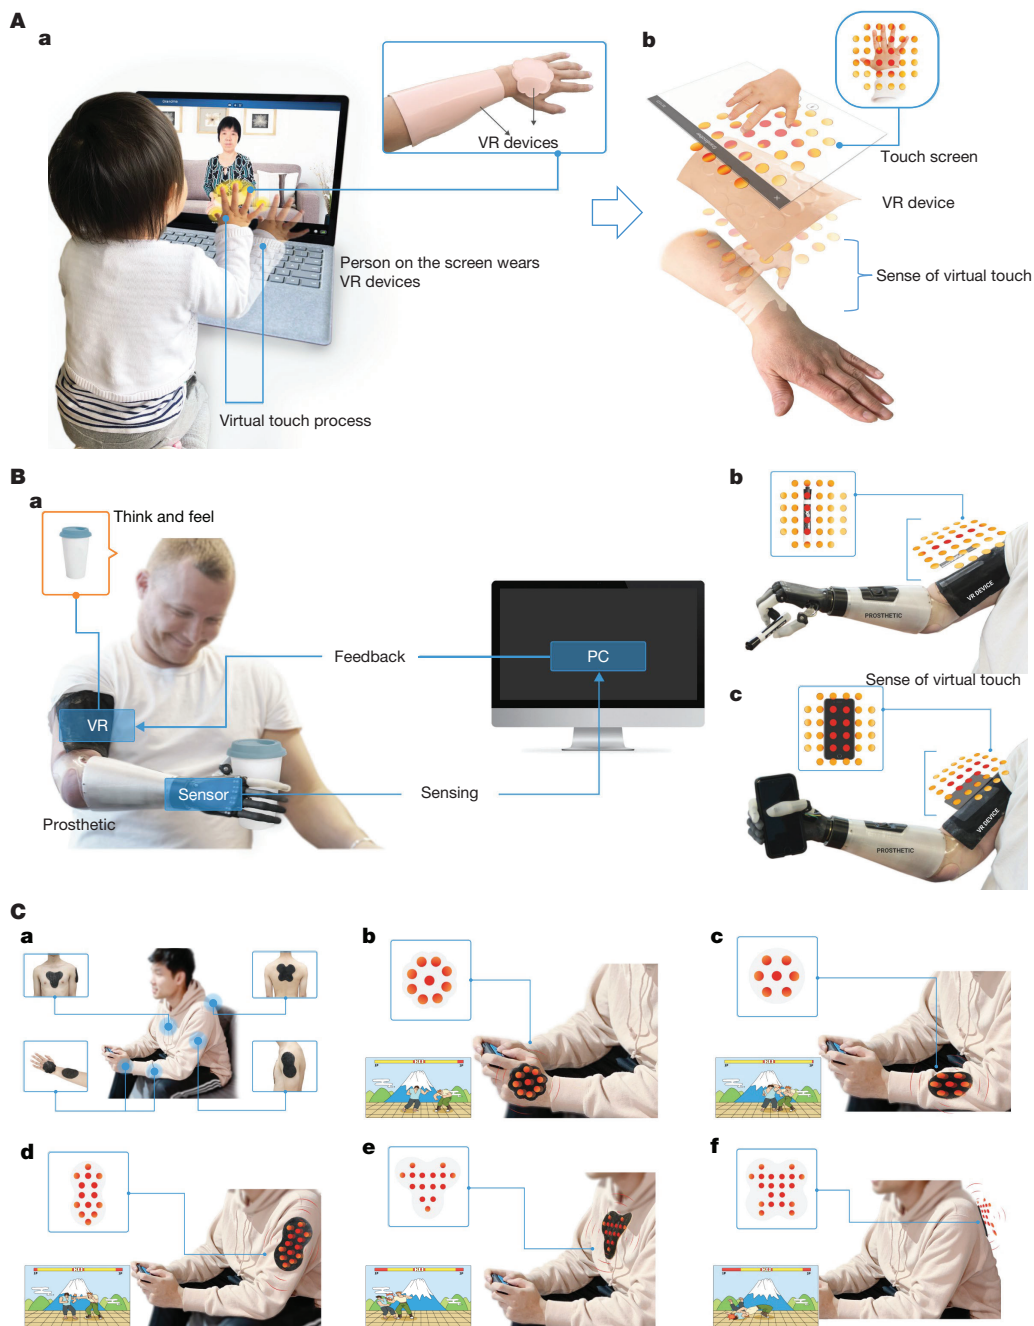 A
a
VR devices
Person on the screen wears
VR devices
Virtual touch process
b
Touch screen
VR device
Sense of virtual touch
B
a
Think and feel
Feedback
PC
VR
Sensor
Sensing
Prosthetic
b
VR DEVICE
PROSTHETIC
Sense of virtual touch
c
VR DEVICE
PROSTHETIC
C
a
b
c
d
e
f